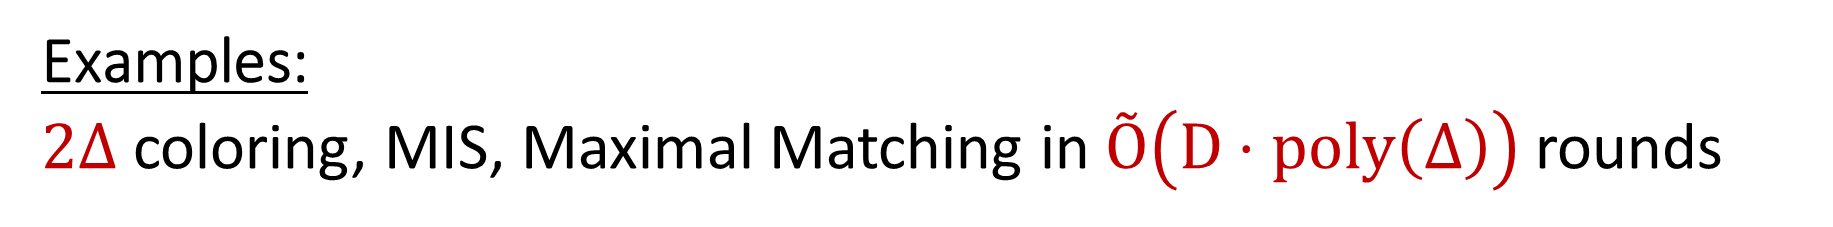 Examples:
2Δ coloring, MIS, Maximal Matching in Õ(D · poly(Δ)) rounds